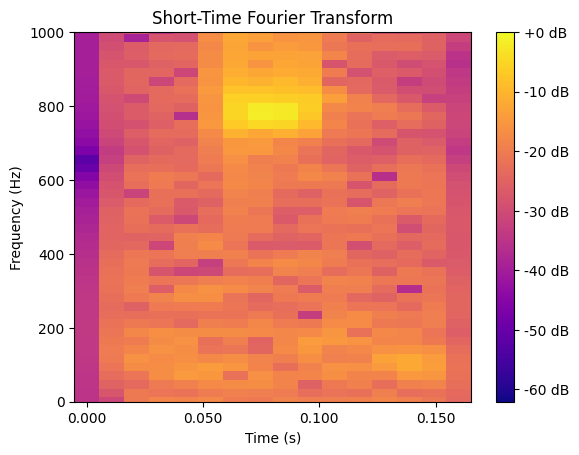 Short-Time Fourier Transform
Frequency (Hz)
1000
800
600
400
200
0
0.000
0.050
0.100
0.150
Time (s)
+0 dB
-10 dB
-20 dB
-30 dB
-40 dB
-50 dB
-60 dB